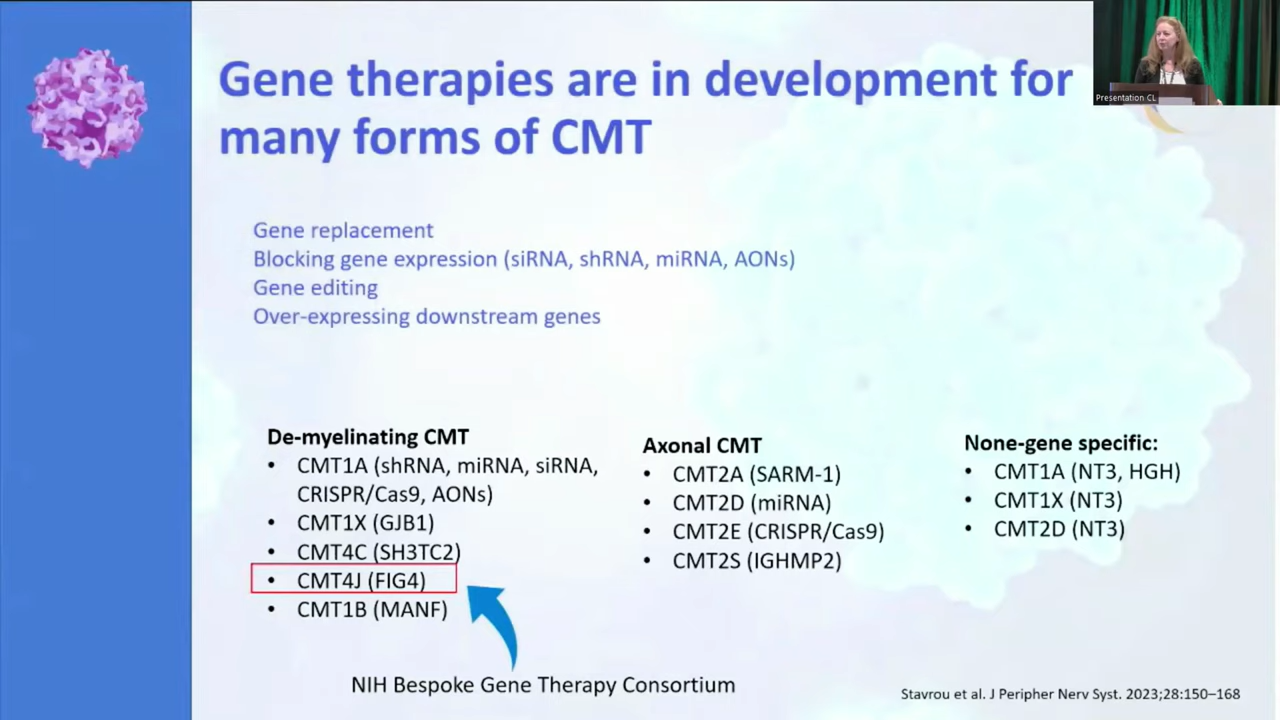 Gene therapies are in development for
many forms of CMT
Presentation CL
Gene replacement
Blocking gene expression (siRNA, shRNA, miRNA, AONs)
Gene editing
Over-expressing downstream genes
De-myelinating CMT
• CMT1A (shRNA, miRNA, siRNA,
CRISPR/Cas9, AONs)
• CMT1X (GJB1)
• CMT4C (SH3TC2)
• CMT4J (FIG4)
• CMT1B (MANF)
NIH Bespoke Gene Therapy Consortium
Axonal CMT
• CMT2A (SARM-1)
• CMT2D (miRNA)
• CMT2E (CRISPR/Cas9)
• CMT2S (IGHMP2)
None-gene specific:
• CMT1A (NT3, HGH)
• CMT1X (NT3)
• CMT2D (NT3)
Stavrou et al. J Peripher Nerv Syst. 2023;28:150–168